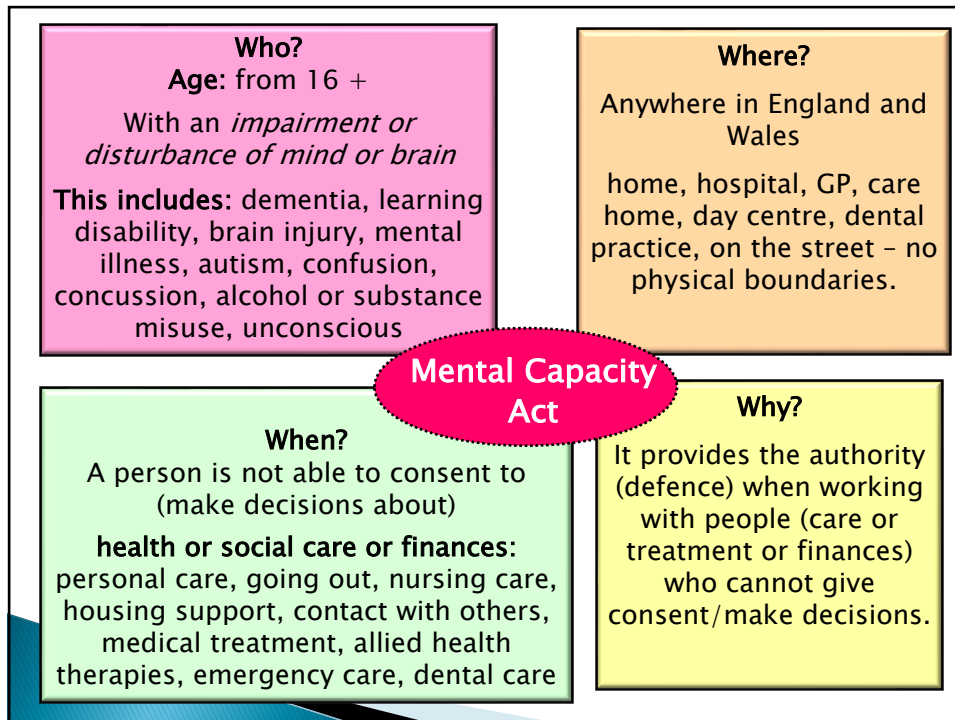 Who?
Age: from 16 +
With an impairment or
disturbance of mind or brain
This includes: dementia, learning
disability, brain injury, mental
illness, autism, confusion,
concussion, alcohol or substance
misuse, unconscious
Where?
Anywhere in England and
Wales
home, hospital, GP, care
home, day centre, dental
practice, on the street – no
physical boundaries.
Mental Capacity
Act
When?
A person is not able to consent to
(make decisions about)
health or social care or finances:
personal care, going out, nursing care,
housing support, contact with others,
medical treatment, allied health
therapies, emergency care, dental care
Why?
It provides the authority
(defence) when working
with people (care or
treatment or finances)
who cannot give
consent/make decisions.